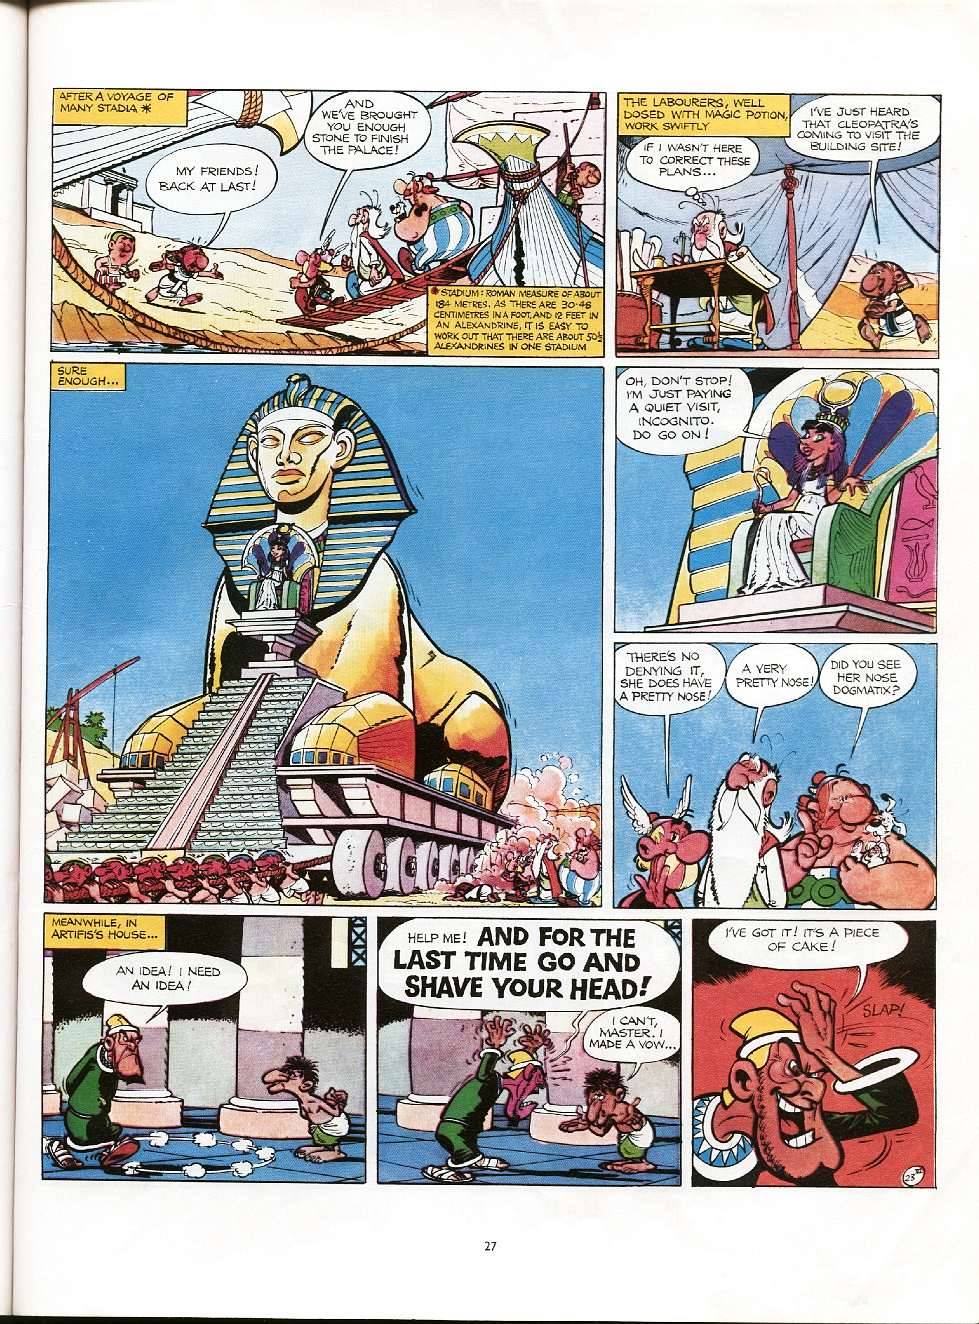 AFTER A VOYAGE OF
MANY STADIA *
MY FRIENDS!
BACK AT LAST!
AND
WE'VE BROUGHT
YOU ENOUGH
STONE TO FINISH
THE PALACE!
* STADIUM: ROMAN MEASURE OF ABOUT
184 METRES. AS THERE ARE 30·48
CENTIMETRES IN A FOOT, AND 12 FEET IN
AN ALEXANDRINE, IT IS EASY TO
WORK OUT THAT THERE ARE ABOUT 50½
ALEXANDRINES IN ONE STADIUM
THE LABOURERS, WELL
DOSED WITH MAGIC POTION,
WORK SWIFTLY
IF I WASN'T HERE
TO CORRECT THESE
PLANS...
I'VE JUST HEARD
THAT CLEOPATRA'S
COMING TO VISIT THE
BUILDING SITE!
SURE
ENOUGH...
OH, DON'T STOP!
I'M JUST PAYING
A QUIET VISIT,
INCOGNITO.
DO GO ON!
THERE'S NO
DENYING IT,
SHE DOES HAVE
A PRETTY NOSE!
A VERY
PRETTY NOSE!
DID YOU SEE
HER NOSE
DOGMATIX?
MEANWHILE, IN
ARTIFIS'S HOUSE...
AN IDEA! I NEED
AN IDEA!
HELP ME! AND FOR THE
LAST TIME GO AND
SHAVE YOUR HEAD!
I CAN'T,
MASTER. I
MADE A VOW...
I'VE GOT IT! IT'S A PIECE
OF CAKE!
SLAP!
27